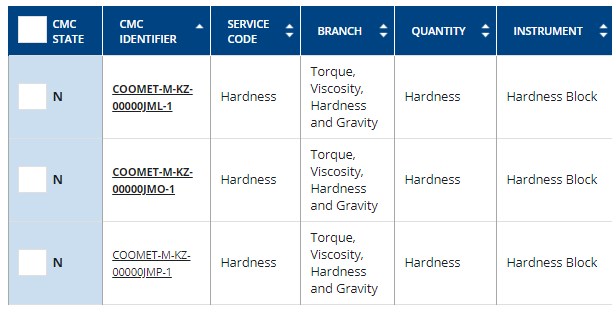 CMC STATE
CMC IDENTIFIER
SERVICE CODE
BRANCH
QUANTITY
INSTRUMENT
N
COOMET-M-KZ-
00000JML-1
Hardness
Torque,
Viscosity,
Hardness
and Gravity
Hardness
Hardness Block
N
COOMET-M-KZ-
00000JMO-1
Hardness
Torque,
Viscosity,
Hardness
and Gravity
Hardness
Hardness Block
N
COOMET-M-KZ-
00000JMP-1
Hardness
Torque,
Viscosity,
Hardness
and Gravity
Hardness
Hardness Block